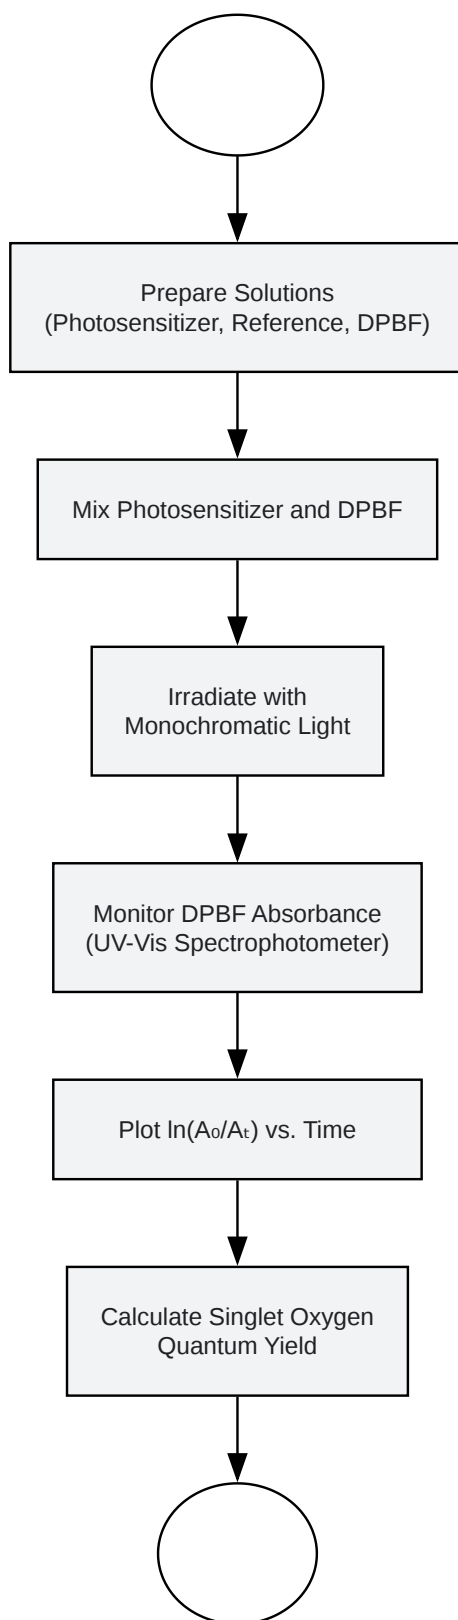 Prepare Solutions
(Photosensitizer, Reference, DPBF)
Mix Photosensitizer and DPBF
Irradiate with
Monochromatic Light
Monitor DPBF Absorbance
(UV-Vis Spectrophotometer)
Plot ln(A₀/Aₜ) vs. Time
Calculate Singlet Oxygen
Quantum Yield